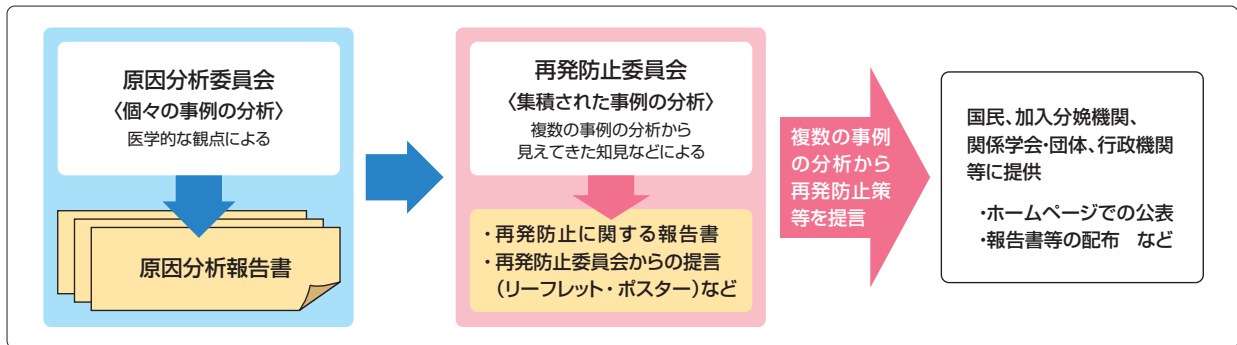 原因分析委員会
〈個々の事例の分析〉
医学的な観点による
原因分析報告書
再発防止委員会
〈集積された事例の分析〉
複数の事例の分析から
見えてきた知見などによる
・再発防止に関する報告書
・再発防止委員会からの提言
（リーフレット・ポスター）など
複数の事例
の分析から
再発防止策
等を提言
国民、加入分娩機関、
関係学会・団体、行政機関
等に提供
・ホームページでの公表
・報告書等の配布　など